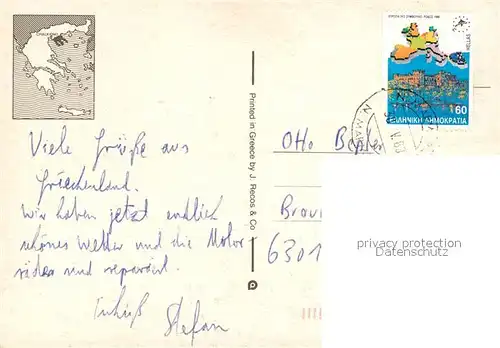 Viele Grüße aus
Griechenland.
Wir haben jetzt endlich
schönes Wetter und die Motor-
räder sind repariert.
Stefan
Printed in Greece by J. Recos & Co
HELLAS
60
ΕΛΛΗΝΙΚΗ ΔΗΜΟΚΡΑΤΙΑ
Otto
6301
privacy protection
Datenschutz